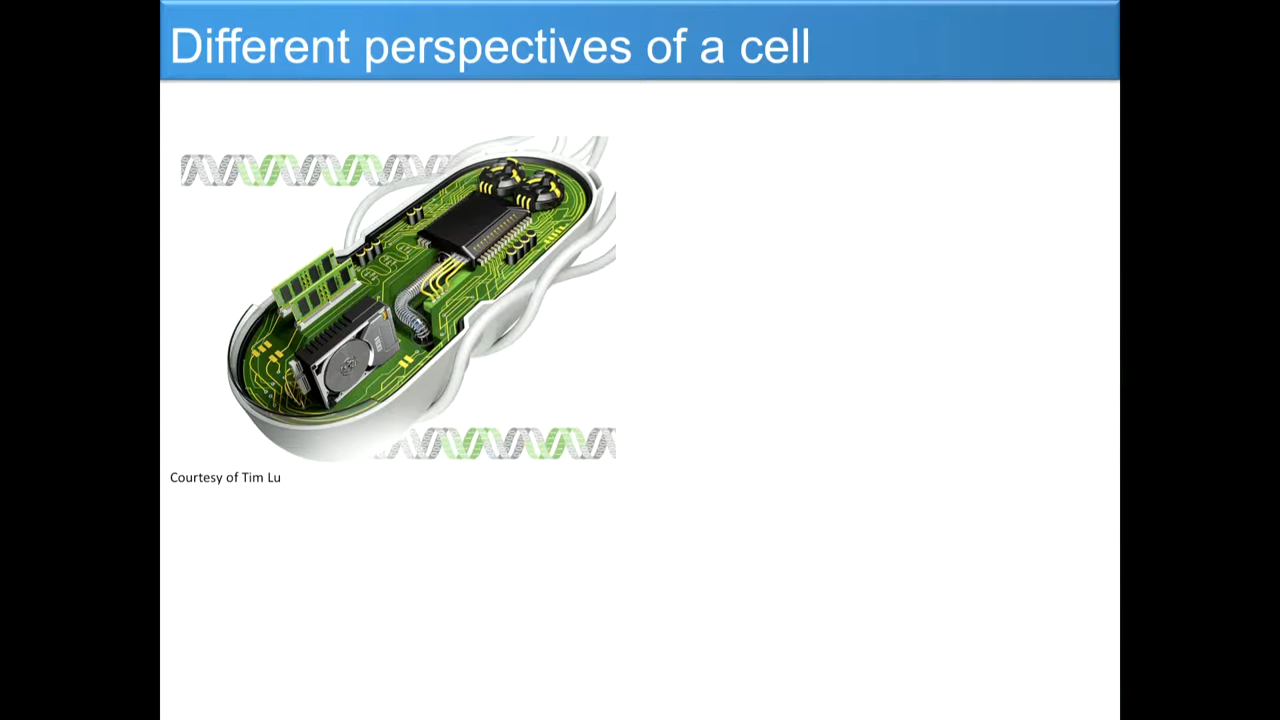 Different perspectives of a cell
Courtesy of Tim Lu